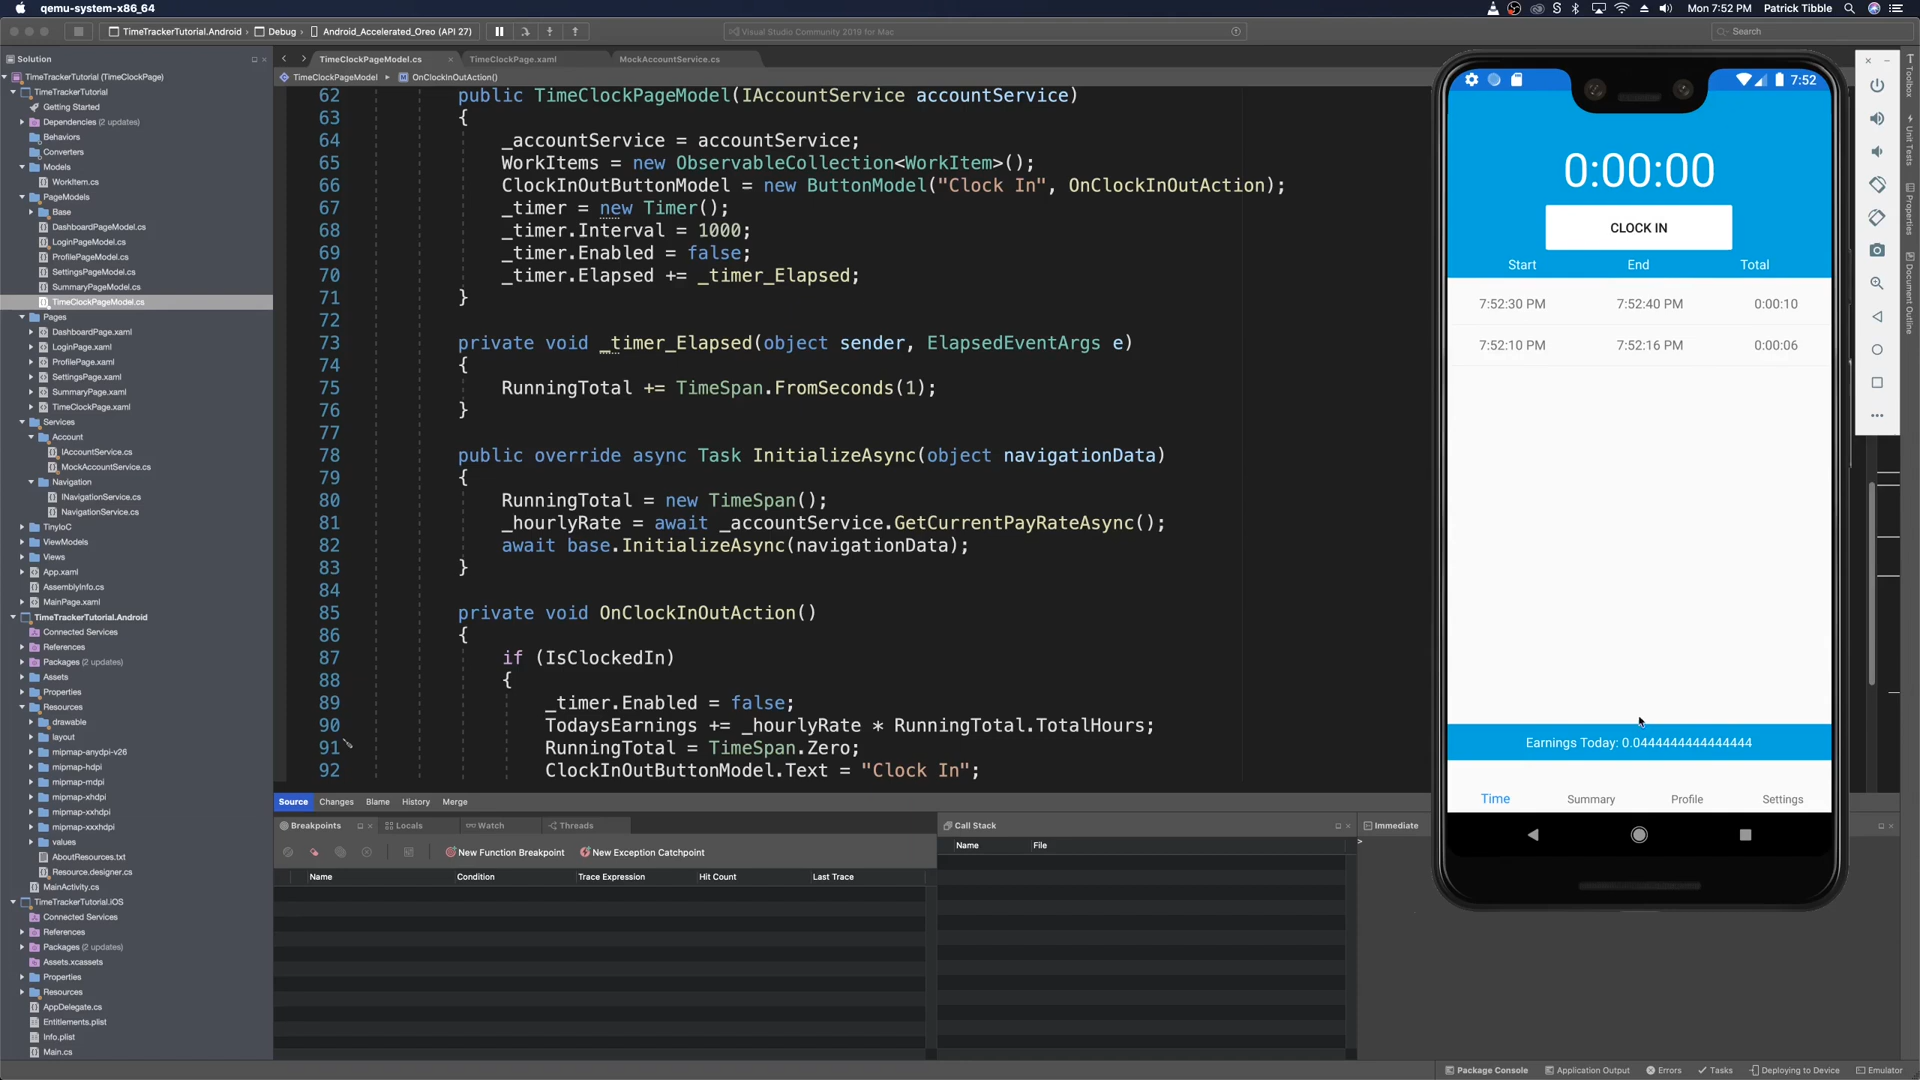 qemu-system-x86_64
Mon 7:52 PM Patrick Tibble
TimeTrackerTutorial.Android > Debug > Android_Accelerated_Oreo (API 27)
Visual Studio Community 2019 for Mac
Search
Solution
TimeTrackerTutorial (TimeClockPage)
TimeTrackerTutorial
Getting Started
Dependencies (2 updates)
Behaviors
Converters
Models
WorkItem.cs
PageModels
Base
DashboardPageModel.cs
LoginPageModel.cs
ProfilePageModel.cs
SettingsPageModel.cs
SummaryPageModel.cs
TimeClockPageModel.cs
Pages
DashboardPage.xaml
LoginPage.xaml
ProfilePage.xaml
SettingsPage.xaml
SummaryPage.xaml
TimeClockPage.xaml
Services
Account
IAccountService.cs
MockAccountService.cs
Navigation
INavigationService.cs
NavigationService.cs
TinyIoC
ViewModels
Views
App.xaml
AssemblyInfo.cs
MainPage.xaml
TimeTrackerTutorial.Android
Connected Services
References
Packages (2 updates)
Assets
Properties
Resources
drawable
layout
mipmap-anydpi-v26
mipmap-hdpi
mipmap-mdpi
mipmap-xhdpi
mipmap-xxhdpi
mipmap-xxxhdpi
values
AboutResources.txt
Resource.designer.cs
MainActivity.cs
TimeTrackerTutorial.iOS
Connected Services
References
Packages (2 updates)
Assets.xcassets
Properties
Resources
AppDelegate.cs
Entitlements.plist
Info.plist
Main.cs
TimeClockPageModel.cs TimeClockPage.xaml MockAccountService.cs
TimeClockPageModel > OnClockInOutAction()
62 public TimeClockPageModel(IAccountService accountService)
63 {
64 _accountService = accountService;
65 WorkItems = new ObservableCollection<WorkItem>();
66 ClockInOutButtonModel = new ButtonModel("Clock In", OnClockInOutAction);
67 _timer = new Timer();
68 _timer.Interval = 1000;
69 _timer.Enabled = false;
70 _timer.Elapsed += _timer_Elapsed;
71 }
72
73 private void _timer_Elapsed(object sender, ElapsedEventArgs e)
74 {
75 RunningTotal += TimeSpan.FromSeconds(1);
76 }
77
78 public override async Task InitializeAsync(object navigationData)
79 {
80 RunningTotal = new TimeSpan();
81 _hourlyRate = await _accountService.GetCurrentPayRateAsync();
82 await base.InitializeAsync(navigationData);
83 }
84
85 private void OnClockInOutAction()
86 {
87 if (IsClockedIn)
88 {
89 _timer.Enabled = false;
90 TodaysEarnings += _hourlyRate * RunningTotal.TotalHours;
91 RunningTotal = TimeSpan.Zero;
92 ClockInOutButtonModel.Text = "Clock In";
Source Changes Blame History Merge
Breakpoints Locals Watch Threads
New Function Breakpoint New Exception Catchpoint
Name Condition Trace Expression Hit Count Last Trace
Call Stack
Name File
Immediate
>
7:52
0:00:00
CLOCK IN
Start End Total
7:52:30 PM 7:52:40 PM 0:00:10
7:52:10 PM 7:52:16 PM 0:00:06
Earnings Today: 0.0444444444444444
Time Summary Profile Settings
Toolbox
Unit Tests
Properties
Document Outline
Package Console Application Output Errors Tasks Deploying to Device Emulator